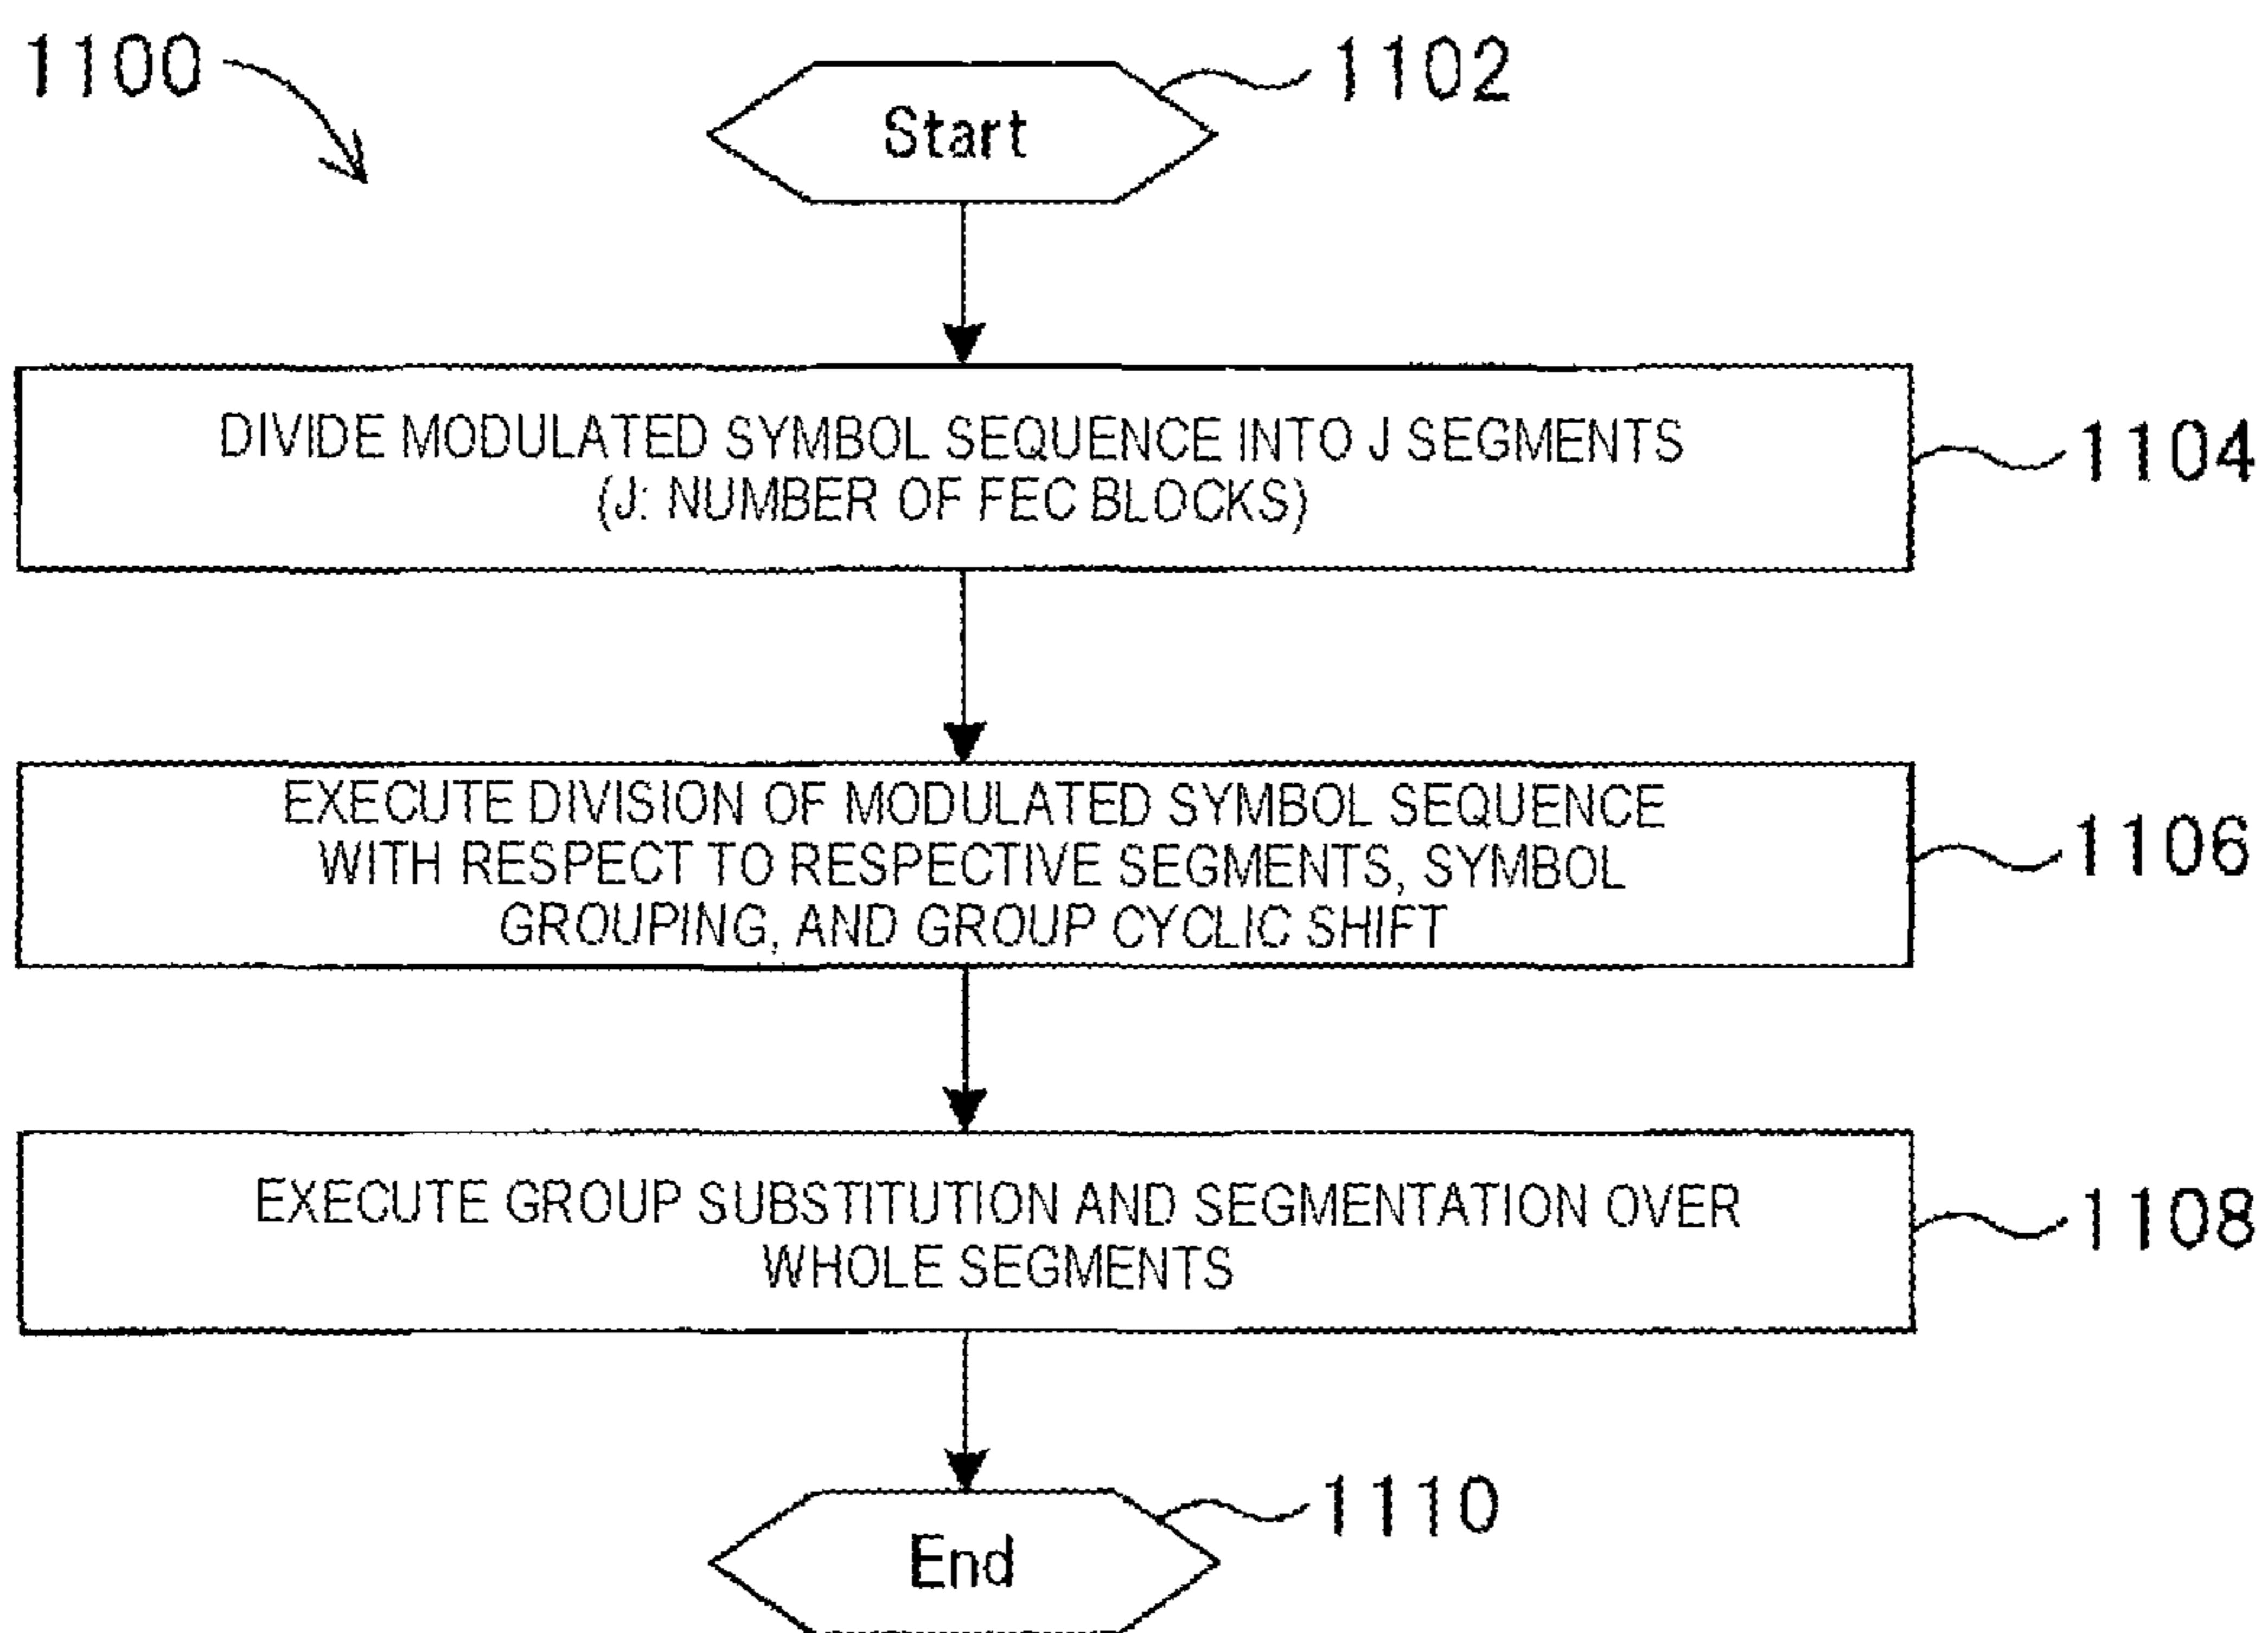 1100
Start
1102
DIVIDE MODULATED SYMBOL SEQUENCE INTO J SEGMENTS
(J: NUMBER OF FEC BLOCKS)
1104
EXECUTE DIVISION OF MODULATED SYMBOL SEQUENCE
WITH RESPECT TO RESPECTIVE SEGMENTS, SYMBOL
GROUPING, AND GROUP CYCLIC SHIFT
1106
EXECUTE GROUP SUBSTITUTION AND SEGMENTATION OVER
WHOLE SEGMENTS
1108
End
1110